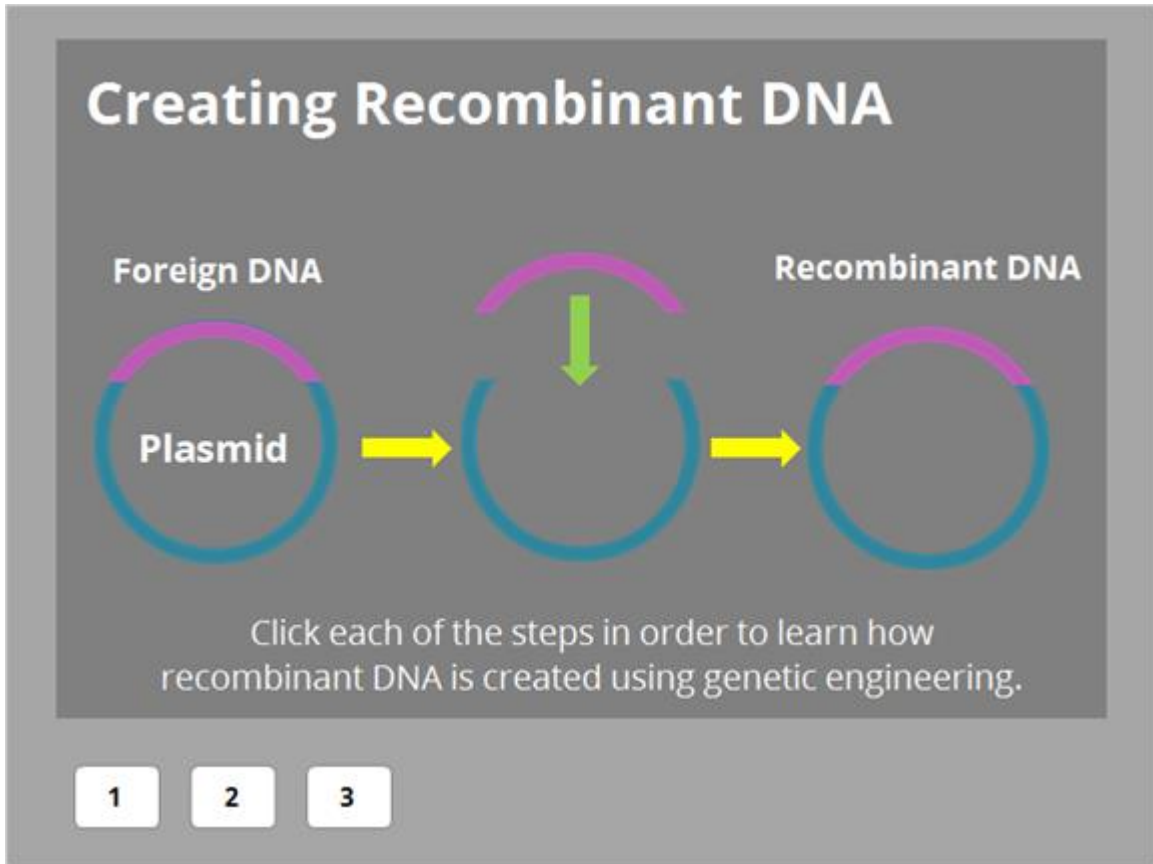 Creating Recombinant DNA
Foreign DNA
Recombinant DNA
Plasmid
Click each of the steps in order to learn how
recombinant DNA is created using genetic engineering.
1
2
3